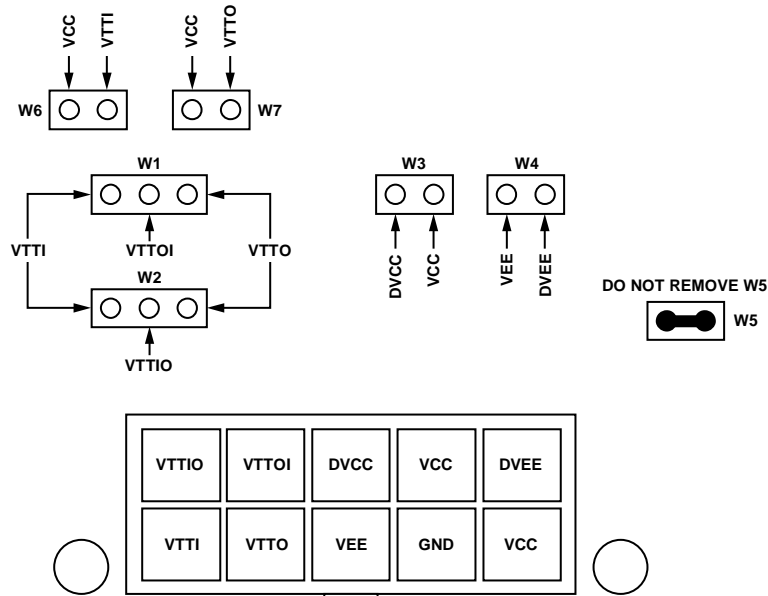 VCC
VTTI
VCC
VTTO
W6
W7
W1
W3
W4
VTTI
VTTOI
VTTO
DVCC
VCC
VEE
DVEE
W2
DO NOT REMOVE W5
W5
VTTIO
VTTIO
VTTOI
DVCC
VCC
DVEE
VTTI
VTTO
VEE
GND
VCC